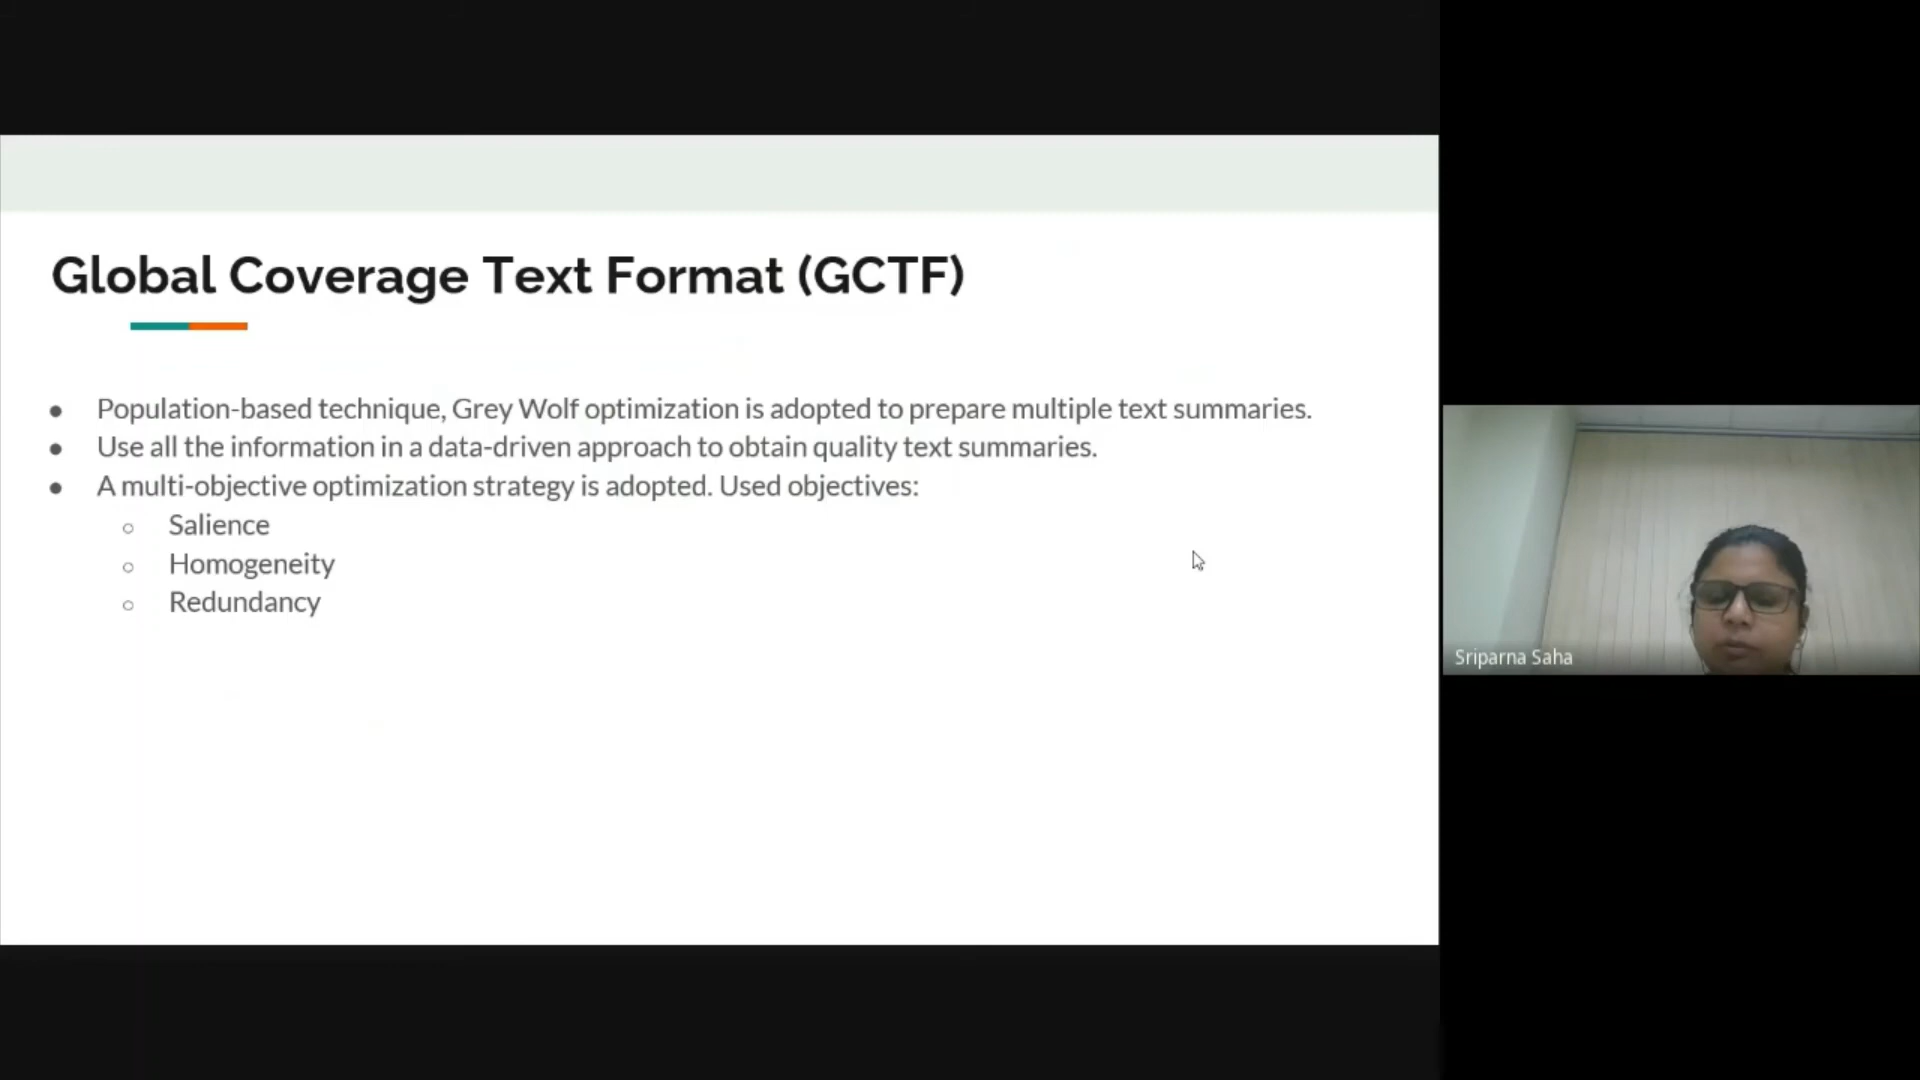 Global Coverage Text Format (GCTF)
● Population-based technique, Grey Wolf optimization is adopted to prepare multiple text summaries.
● Use all the information in a data-driven approach to obtain quality text summaries.
● A multi-objective optimization strategy is adopted. Used objectives:
○ Salience
○ Homogeneity
○ Redundancy
Sriparna Saha